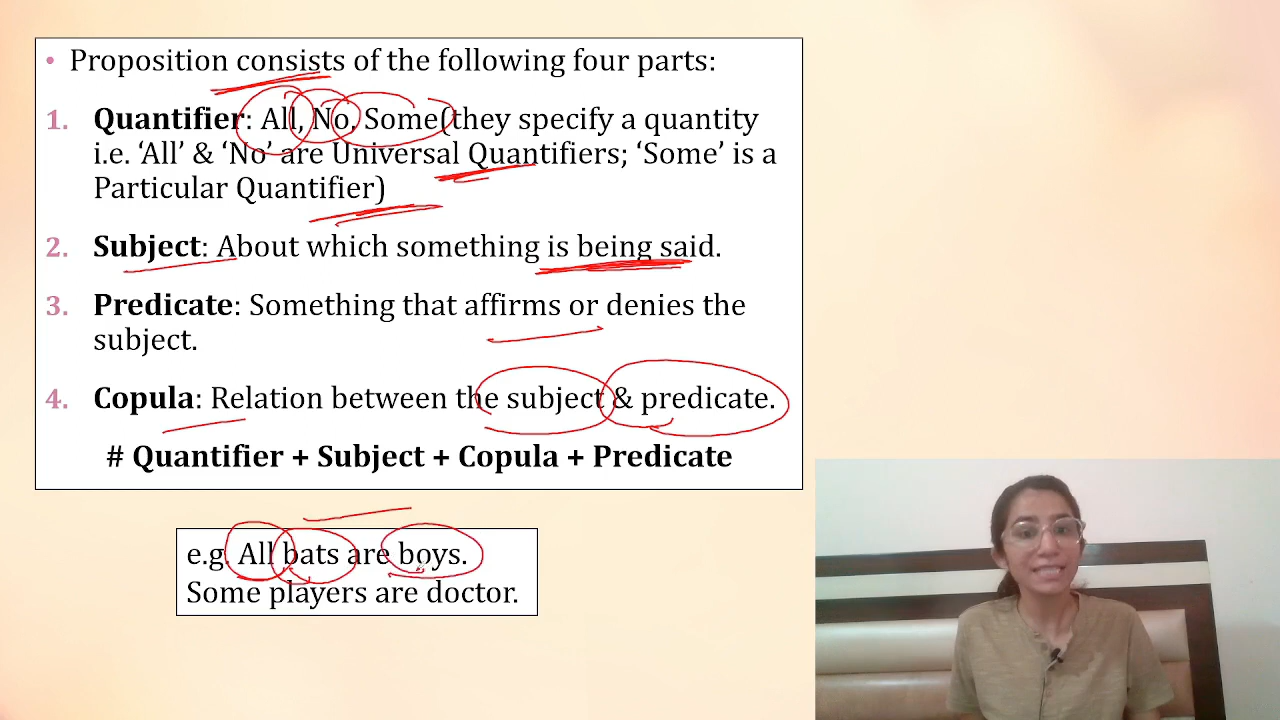 • Proposition consists of the following four parts:
1. Quantifier: All, No, Some(they specify a quantity
i.e. ‘All’ & ‘No’ are Universal Quantifiers; ‘Some’ is a
Particular Quantifier)
2. Subject: About which something is being said.
3. Predicate: Something that affirms or denies the
subject.
4. Copula: Relation between the subject & predicate.
# Quantifier + Subject + Copula + Predicate
e.g. All bats are boys.
Some players are doctor.